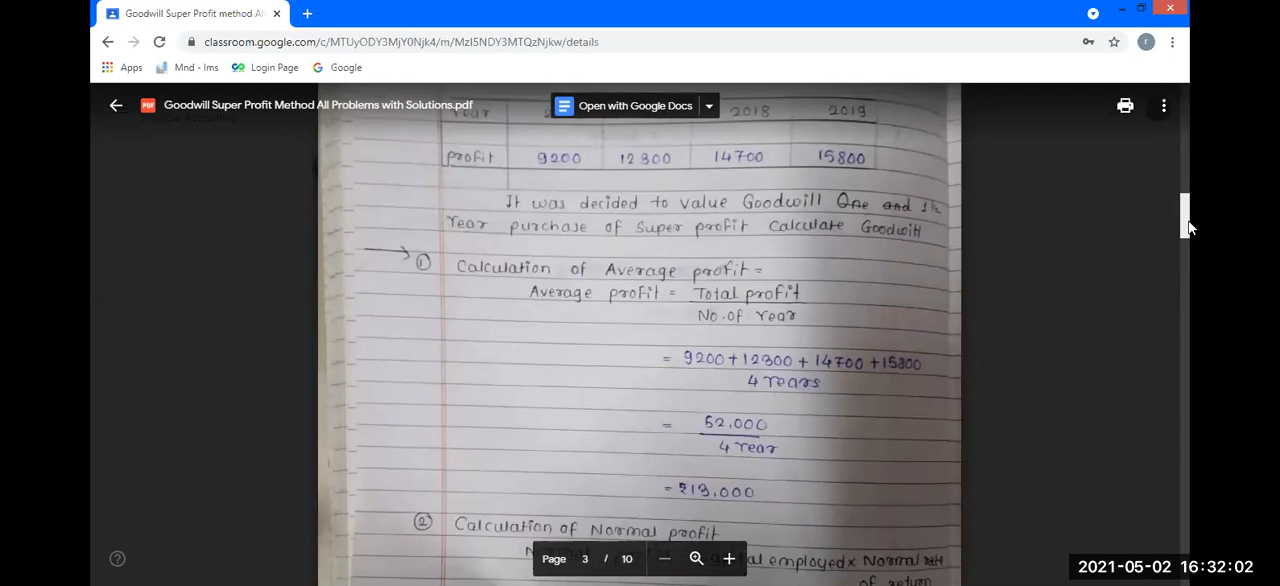 Goodwill Super Profit method Al
classroom.google.com/c/MTUyODY3MjY0Njk4/m/MzI5NDY3MTQzNjkw/details
r
Apps Mnd - Ims Login Page Google
PDF Goodwill Super Profit Method All Problems with Solutions.pdf Open with Google Docs
Year 2018 2019
Profit 9200 12300 14700 15800
It was decided to value Goodwill One and 1½
Year purchase of Super profit Calculate Goodwill
① Calculation of Average profit =
Average profit = Total profit
No. of Year
= 9200 + 12300 + 14700 + 15800
4 Years
= 52,000
4 Year
= ₹13,000
② Calculation of Normal profit
employed x Normal rate
of return
Page 3 / 10
2021-05-02 16:32:02